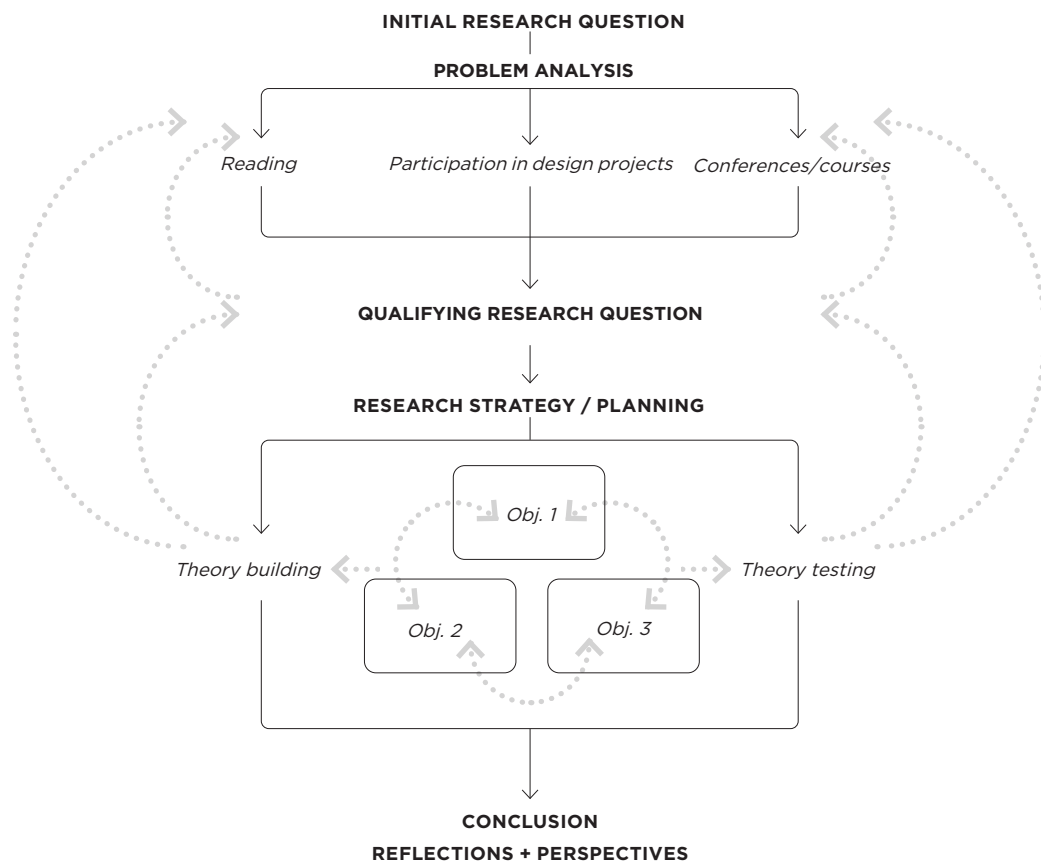 INITIAL RESEARCH QUESTION
PROBLEM ANALYSIS
Reading
Participation in design projects
Conferences/courses
QUALIFYING RESEARCH QUESTION
RESEARCH STRATEGY / PLANNING
Obj. 1
Theory building
Theory testing
Obj. 2
Obj. 3
CONCLUSION
REFLECTIONS + PERSPECTIVES